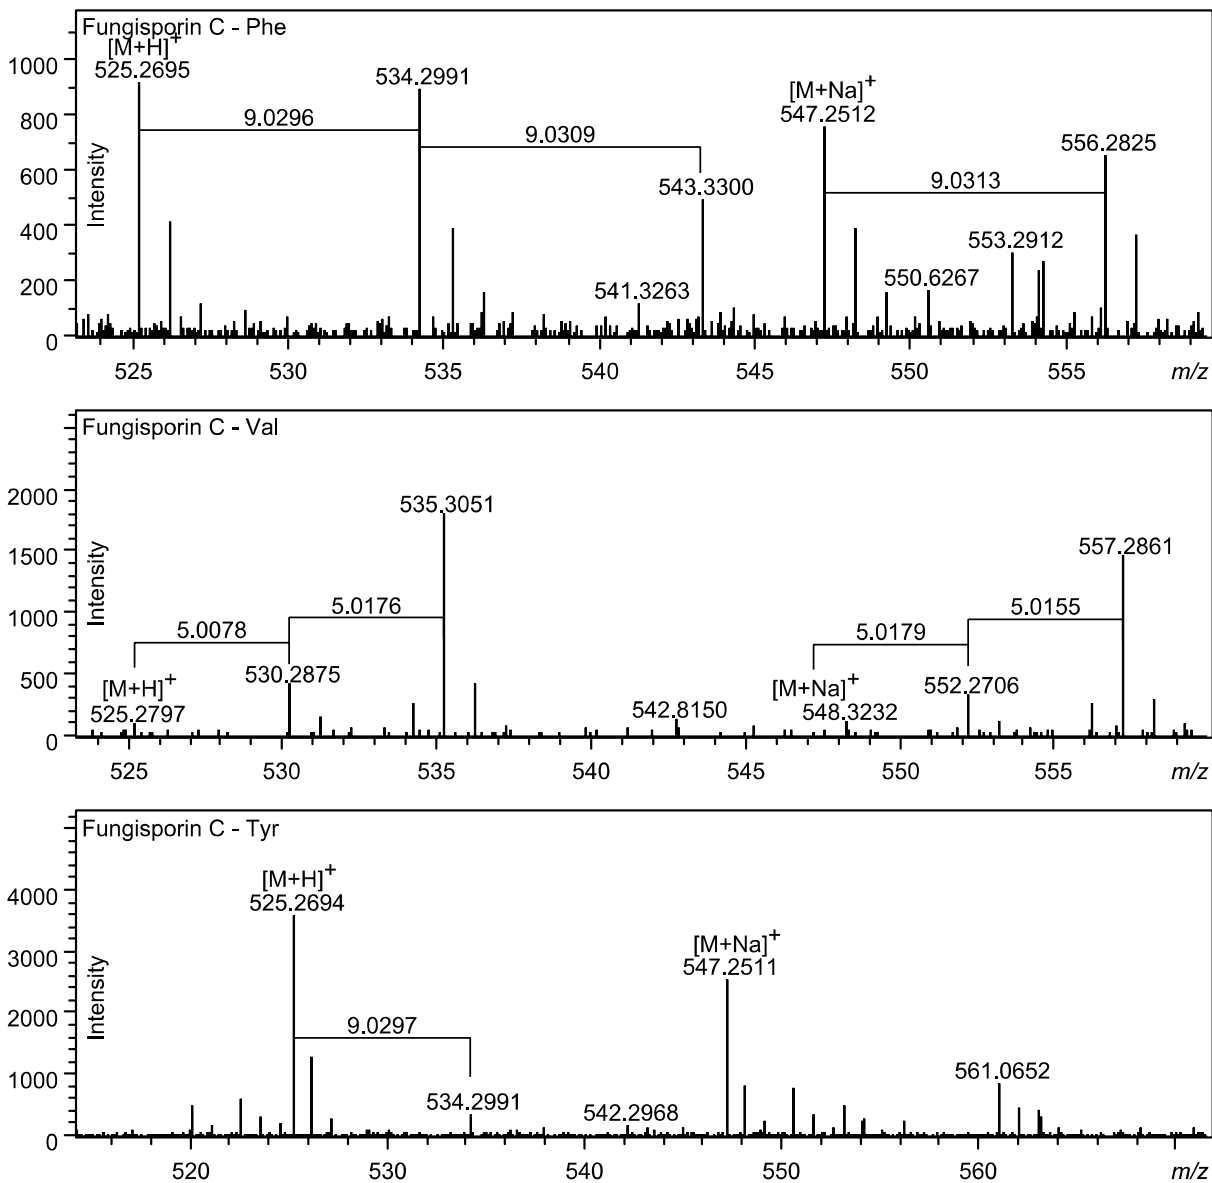 Fungisporin C - Phe
[M+H]+
525.2695
534.2991
[M+Na]+
547.2512
556.2825
9.0296
9.0309
9.0313
543.3300
553.2912
550.6267
541.3263
Intensity
1000
800
600
400
200
0
525 530 535 540 545 550 555 m/z
Fungisporin C - Val
535.3051
557.2861
5.0176
5.0155
5.0078
5.0179
530.2875
552.2706
[M+H]+
525.2797
542.8150
[M+Na]+
548.3232
Intensity
2000
1500
1000
500
0
525 530 535 540 545 550 555 m/z
Fungisporin C - Tyr
[M+H]+
525.2694
[M+Na]+
547.2511
9.0297
534.2991
542.2968
561.0652
Intensity
4000
3000
2000
1000
0
520 530 540 550 560 m/z